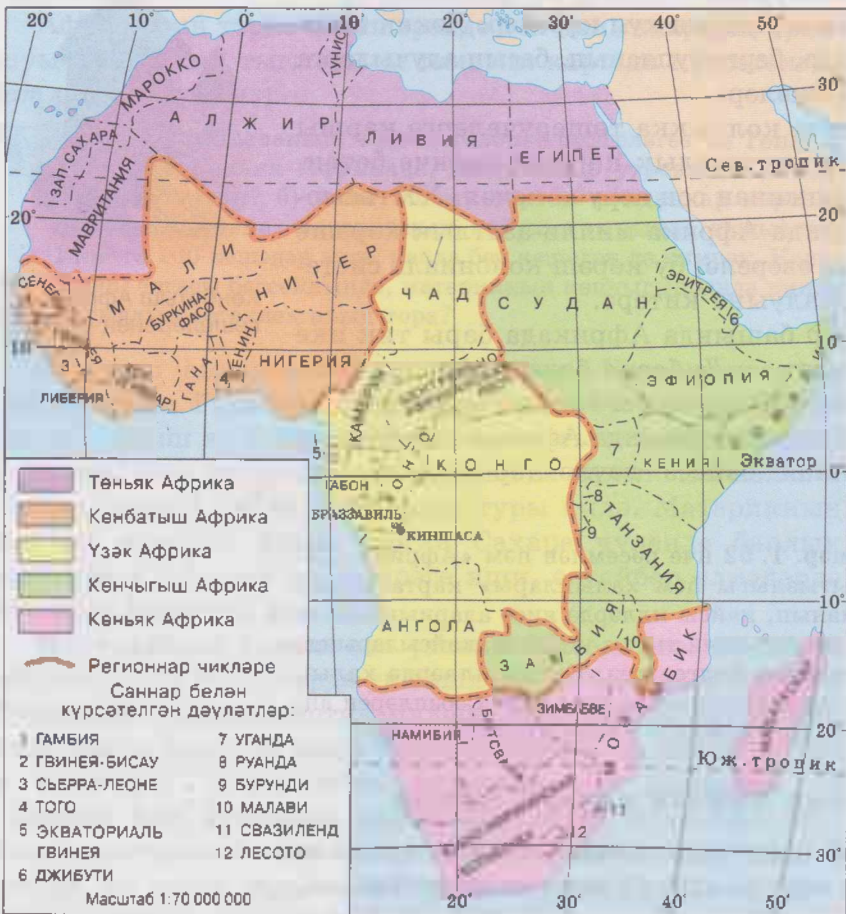 20° 10° 0° 10 20° 30° 40° 50°
ТУНИС
МАРОККО
АЛЖИР
ЛИВИЯ
ЕГИПЕТ
30
ЗАП. САХАРА
МАВРИТАНИЯ
Сев. тропик
20°
20
МАЛИ
НИГЕР
ЧАД
СУДАН
ЭРИТРЕЯ
6
БУРКИНА-
ФАСО
ГАНА
4
НИГЕРИЯ
10
3
ЛИБЕРИЯ
ЭФИОПИЯ
5
КОНГО
7
КЕНИЯ
Экватор
0°
ГАБОН
БРАЗЗАВИЛЬ
КИНШАСА
8
9
ТАНЗАНИЯ
АНГОЛА
ЗАМБИЯ
10
10°
МОЗАМБИК
НАМИБИЯ
ЗИМБАБВЕ
20
Юж. тропик
11
12
30°
20° 30° 40° 50°
Төньяк Африка
Көнбатыш Африка
Үзәк Африка
Көнчыгыш Африка
Көньяк Африка
Регионнар чикләре
Саннар белән
күрсәтелгән дәүләтләр:
1 ГАМБИЯ
2 ГВИНЕЯ-БИСАУ
3 СЬЕРРА-ЛЕОНЕ
4 ТОГО
5 ЭКВАТОРИАЛЬ
ГВИНЕЯ
6 ДЖИБУТИ
7 УГАНДА
8 РУАНДА
9 БУРУНДИ
10 МАЛАВИ
11 СВАЗИЛЕНД
12 ЛЕСОТО
Масштаб 1:70 000 000